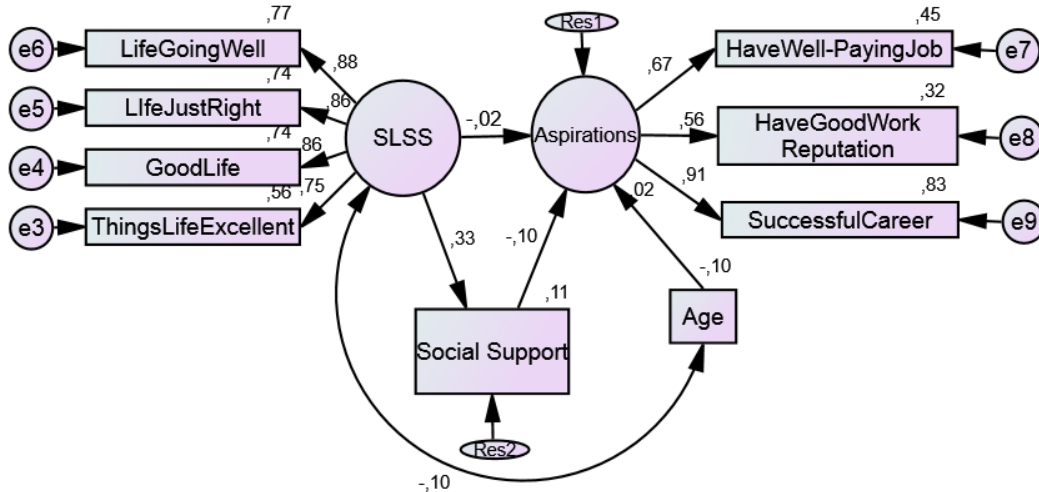 ,77
e6
LifeGoingWell
,88
,74
e5
LIfeJustRight
,86
,74
e4
GoodLife
,86
,56
,75
e3
ThingsLifeExcellent
SLSS
-,02
Res1
Aspirations
,67
,45
HaveWell-PayingJob
e7
,56
,32
HaveGoodWork
Reputation
e8
,91
,83
SuccessfulCareer
e9
,02
,33
-,10
-,10
,11
Social Support
Age
Res2
-,10